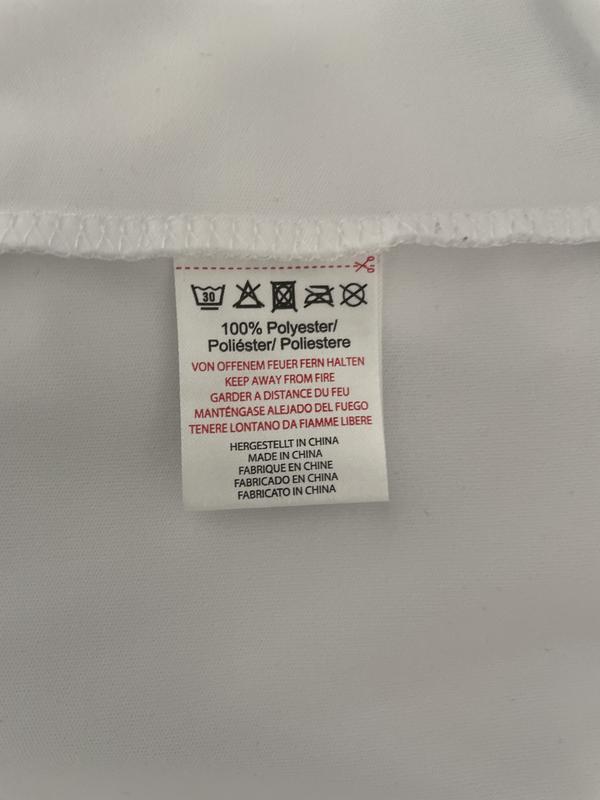 30
100% Polyester/
Poliéster/ Poliestere
VON OFFENEM FEUER FERN HALTEN
KEEP AWAY FROM FIRE
GARDER A DISTANCE DU FEU
MANTÉNGASE ALEJADO DEL FUEGO
TENERE LONTANO DA FIAMME LIBERE
HERGESTELLT IN CHINA
MADE IN CHINA
FABRIQUE EN CHINE
FABRICADO EN CHINA
FABRICATO IN CHINA